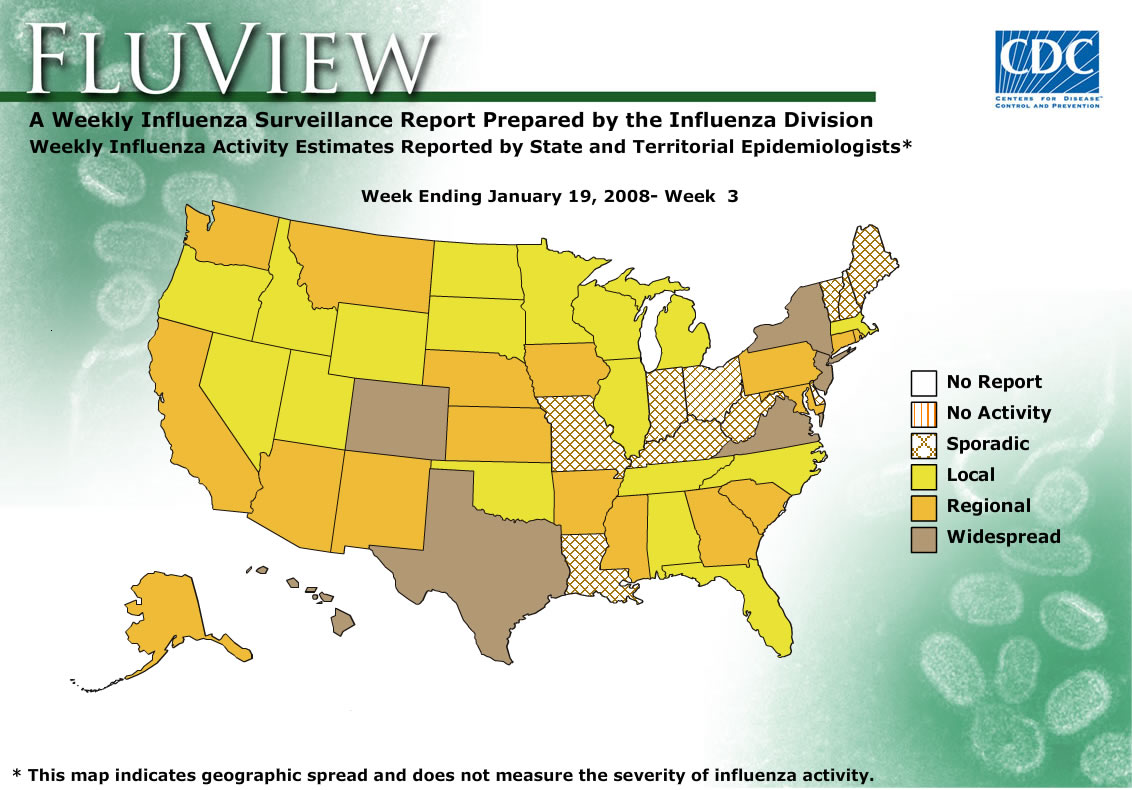 FLUVIEW
CDC
CENTERS FOR DISEASE™
CONTROL AND PREVENTION
A Weekly Influenza Surveillance Report Prepared by the Influenza Division
Weekly Influenza Activity Estimates Reported by State and Territorial Epidemiologists*
Week Ending January 19, 2008- Week 3
No Report
No Activity
Sporadic
Local
Regional
Widespread
* This map indicates geographic spread and does not measure the severity of influenza activity.